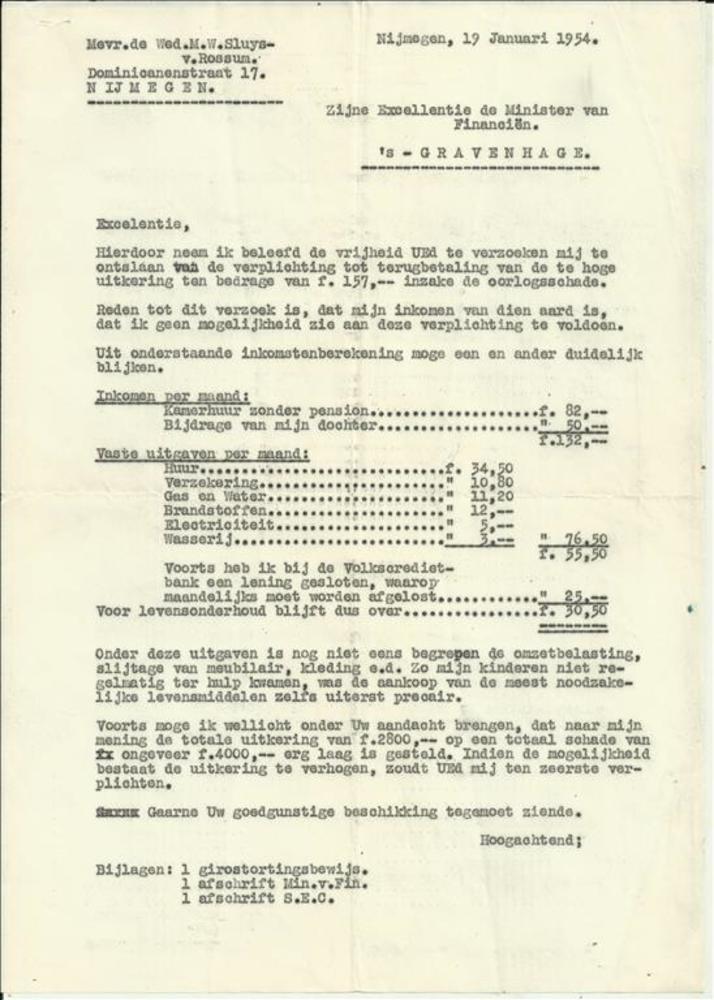 Mevr.de Wed.M.W.Sluys-
v.Rossum.
Dominicanenstraat 17.
N IJ M E G E N.
Nijmegen, 19 Januari 1954.
Zijne Excellentie de Minister van
Financiën.
's - G R A V E N H A G E.
Excelentie,
Hierdoor neem ik beleefd de vrijheid UEd te verzoeken mij te
ontslaan van de verplichting tot terugbetaling van de te hoge
uitkering ten bedrage van f. 157,-- inzake de oorlogsschade.
Reden tot dit verzoek is, dat mijn inkomen van dien aard is,
dat ik geen mogelijkheid zie aan deze verplichting te voldoen.
Uit onderstaande inkomstenberekening moge een en ander duidelijk
blijken.
Inkomen per maand:
Kamerhuur zonder pension....................f. 82,--
Bijdrage van mijn dochter..................." 50,--
f.132,--
Vaste uitgaven per maand:
Huur..............................f. 34,50
Verzekering......................." 10,80
Gas en Water......................" 11,20
Brandstoffen......................" 12,--
Electriciteit....................." 5,--
Wasserij.........................." 3,-- " 76,50
f. 55,50
Voorts heb ik bij de Volkscrediet-
bank een lening gesloten, waarop
maandelijks moet worden afgelost............" 25,--
Voor levensonderhoud blijft dus over................f. 30,50
Onder deze uitgaven is nog niet eens begrepen de omzetbelasting,
slijtage van meubilair, kleding e.d. Zo mijn kinderen niet re-
gelmatig ter hulp kwamen, was de aankoop van de meest noodzake-
lijke levensmiddelen zelfs uiterst precair.
Voorts moge ik wellicht onder Uw aandacht brengen, dat naar mijn
mening de totale uitkering van f.2800,-- op een totaal schade van
ongeveer f.4000,-- erg laag is gesteld. Indien de mogelijkheid
bestaat de uitkering te verhogen, zoudt UEd mij ten zeerste ver-
plichten.
Gaarne Uw goedgunstige beschikking tegemoet ziende.
Hoogachtend;
Bijlagen: 1 girostortingsbewijs.
1 afschrift Min.v.Fin.
1 afschrift S.E.C.